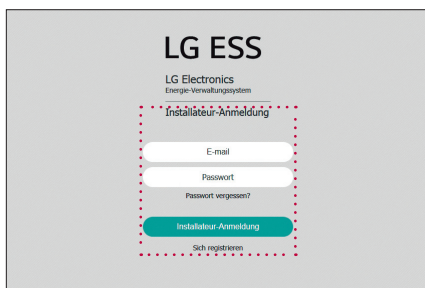 LG ESS
LG Electronics
Energie-Verwaltungssystem
Installateur-Anmeldung
E-mail
Passwort
Passwort vergessen?
Installateur-Anmeldung
Sich registrieren